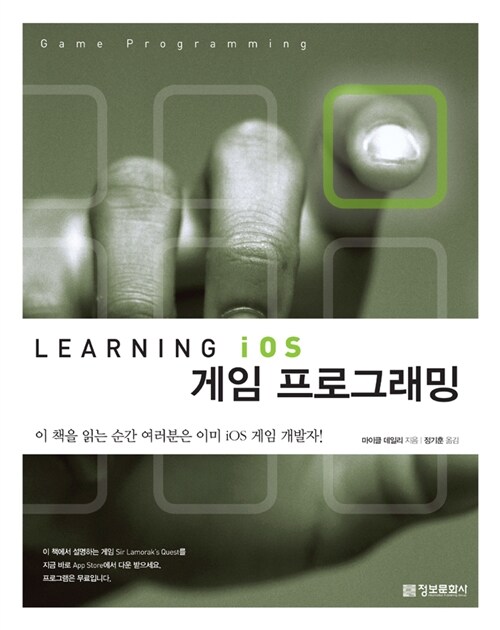 Game Programming
LEARNING iOS
게임 프로그래밍
이 책을 읽는 순간 여러분은 이미 iOS 게임 개발자!
마이클 데일리 지음 | 정기훈 옮김
이 책에서 설명하는 게임 Sir Lamorak's Quest를
지금 바로 App Store에서 다운 받으세요.
프로그램은 무료입니다.
정보문화사